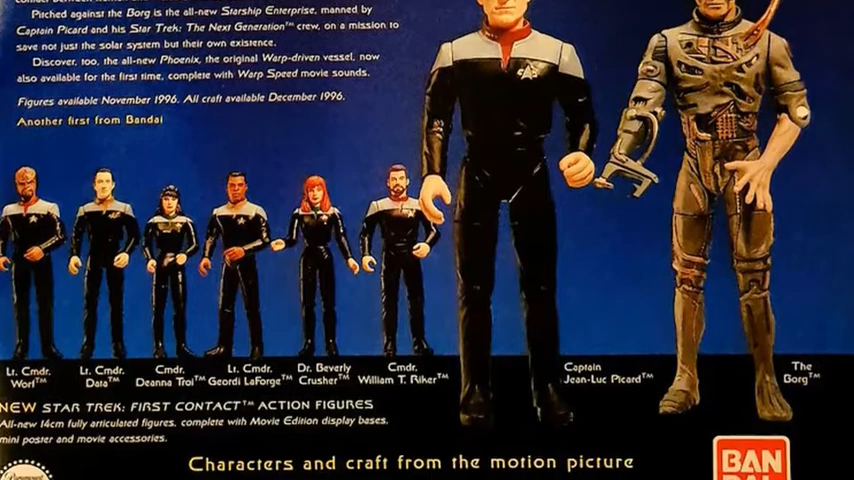 Pitched against the Borg is the all-new Starship Enterprise, manned by
Captain Picard and his Star Trek: The Next Generation™ crew, on a mission to
save not just the solar system but their own existence.
Discover, too, the all-new Phoenix, the original Warp-driven vessel, now
also available for the first time, complete with Warp Speed movie sounds.
Figures available November 1996. All craft available December 1996.
Another first from Bandai
Lt. Cmdr. Worf™
Lt. Cmdr. Data™
Cmdr. Deanna Troi™
Lt. Cmdr. Geordi LaForge™
Dr. Beverly Crusher™
Cmdr. William T. Riker™
Captain Jean-Luc Picard™
The Borg™
NEW STAR TREK: FIRST CONTACT™ ACTION FIGURES
All-new 14cm fully articulated figures, complete with Movie Edition display bases,
mini poster and movie accessories.
Characters and craft from the motion picture
Paramount
BAN
DAI